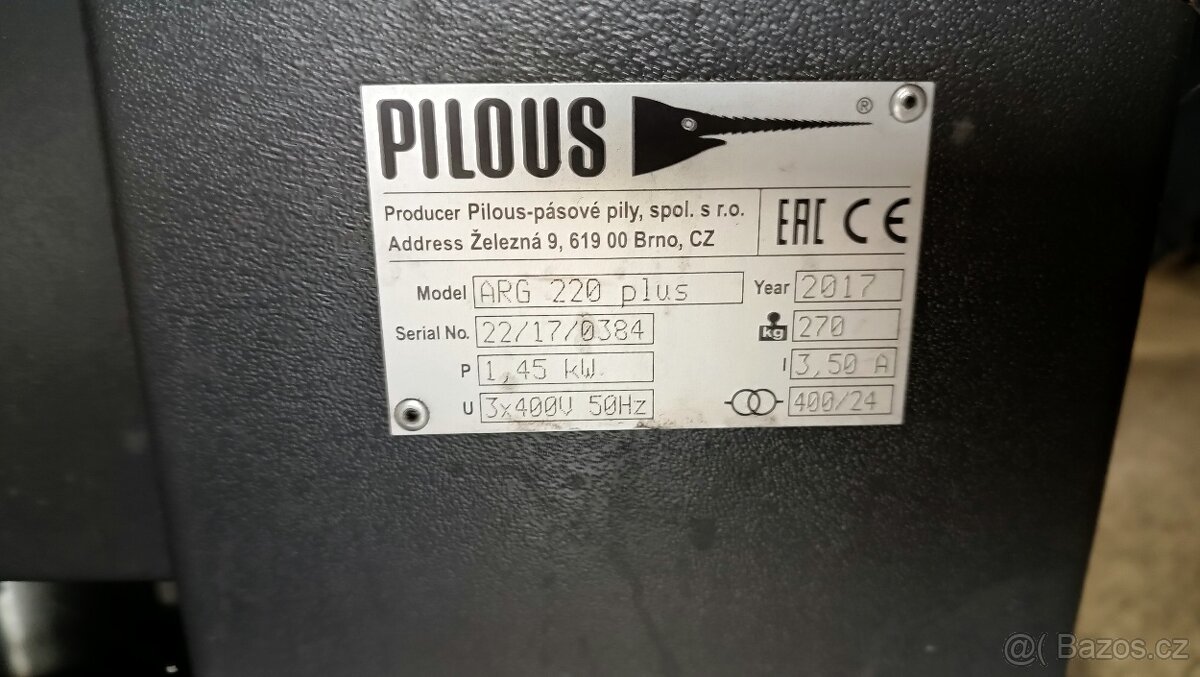 PILOUS ®
Producer Pilous-pásové pily, spol. s r.o.
Address Železná 9, 619 00 Brno, CZ
EAC CE
Model ARG 220 plus Year 2017
Serial No. 22/17/0384 kg 270
P 1,45 kW I 3,50 A
U 3x400V 50Hz 400/24
@( Bazos.cz